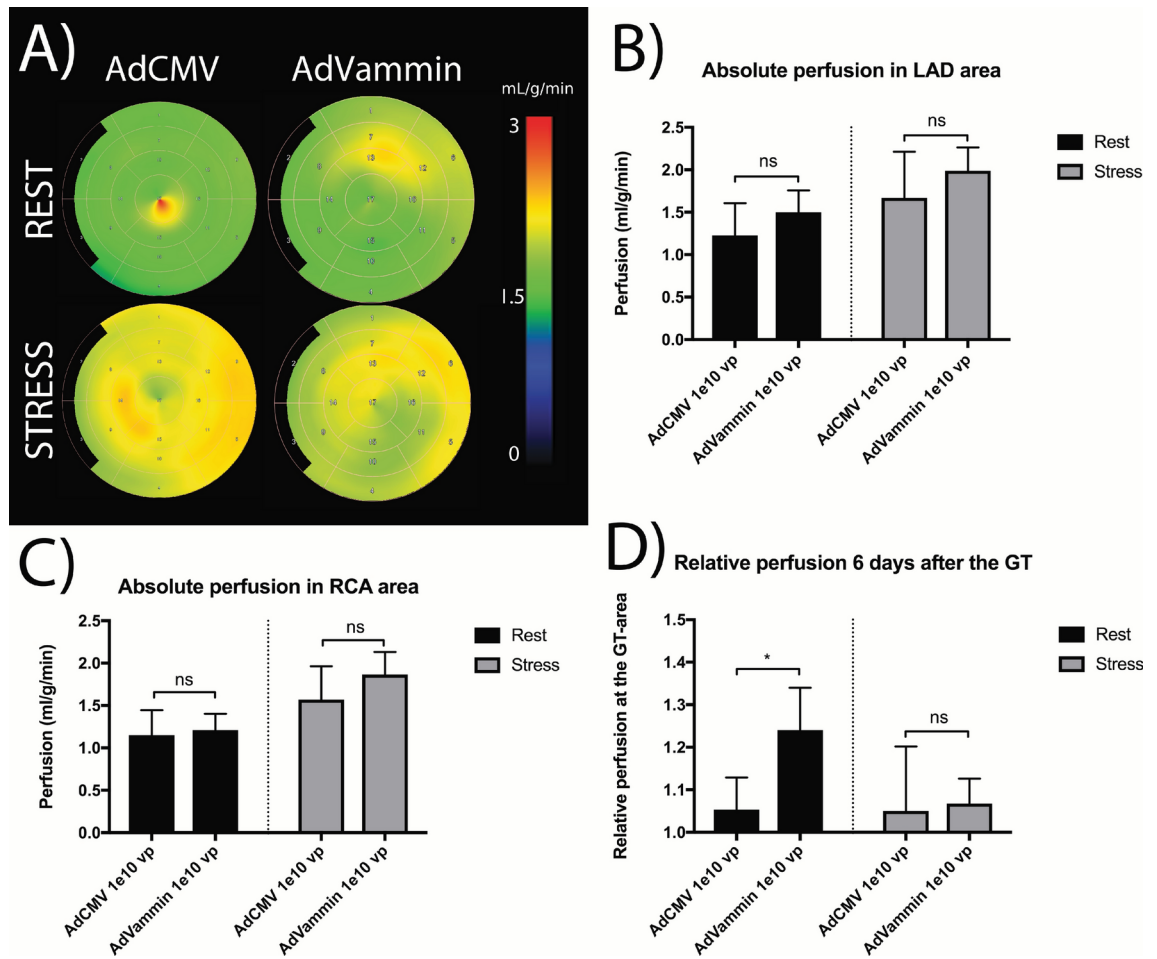 A)
AdCMV
AdVammin
mL/g/min
REST
STRESS
3
1.5
0
B)
Absolute perfusion in LAD area
Perfusion (ml/g/min)
2.5
2.0
1.5
1.0
0.5
0.0
ns
ns
Rest
Stress
AdCMV 1e10 vp
AdVammin 1e10 vp
AdCMV 1e10 vp
AdVammin 1e10 vp
C)
Absolute perfusion in RCA area
Perfusion (ml/g/min)
2.5
2.0
1.5
1.0
0.5
0.0
ns
ns
Rest
Stress
AdCMV 1e10 vp
AdVammin 1e10 vp
AdCMV 1e10 vp
AdVammin 1e10 vp
D)
Relative perfusion 6 days after the GT
Relative perfusion at the GT-area
1.5
1.4
1.3
1.2
1.1
1.0
*
ns
Rest
Stress
AdCMV 1e10 vp
AdVammin 1e10 vp
AdCMV 1e10 vp
AdVammin 1e10 vp